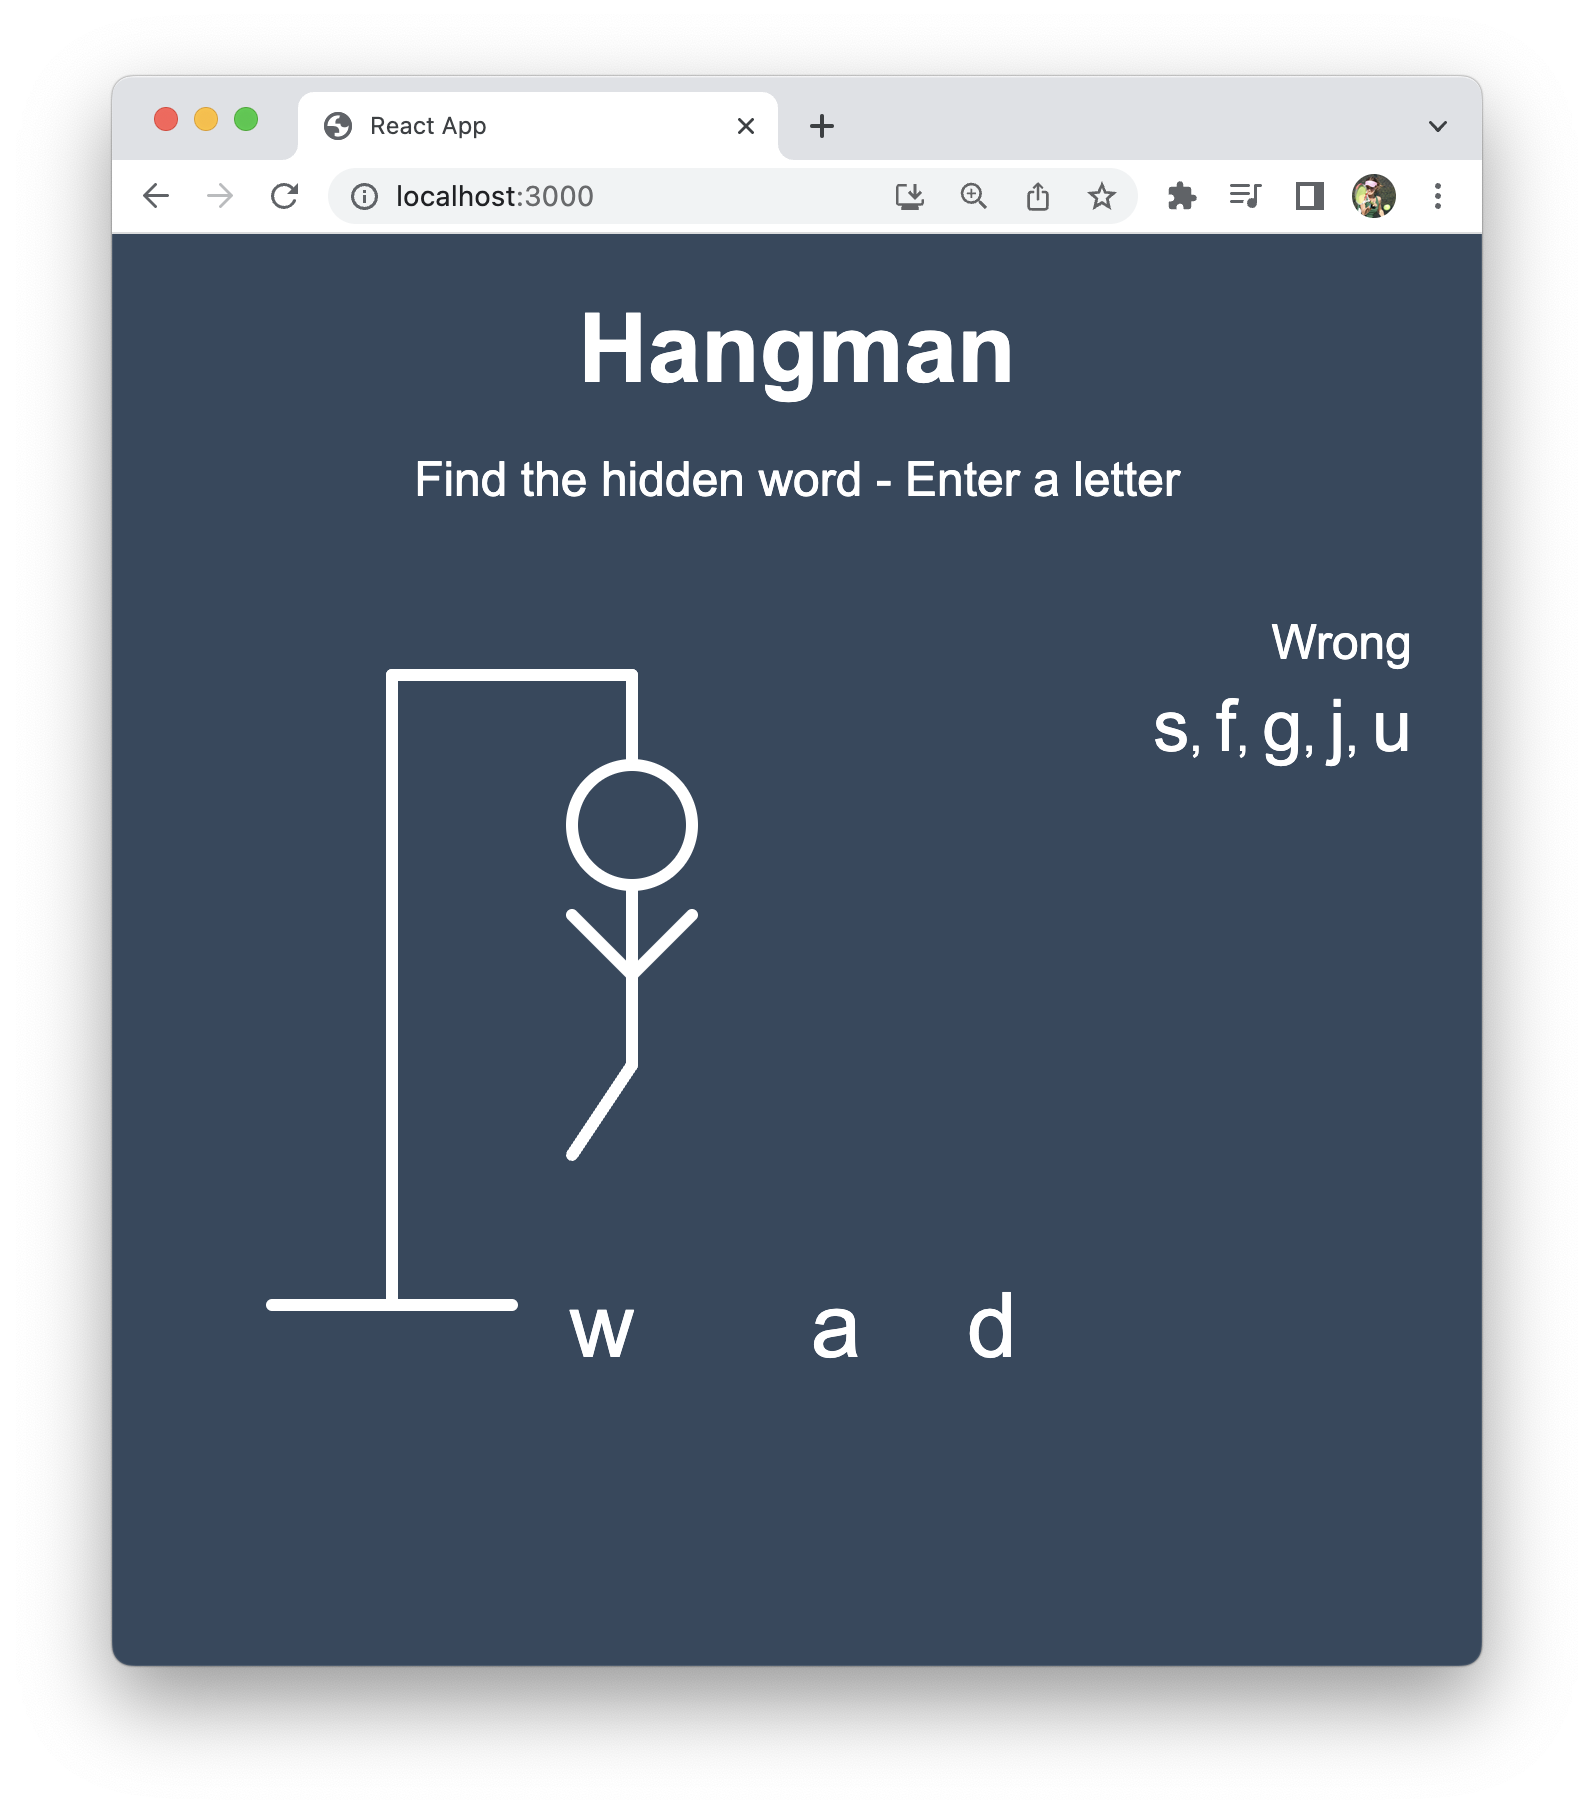 React App
localhost:3000
Hangman
Find the hidden word - Enter a letter
Wrong
s, f, g, j, u
w a d